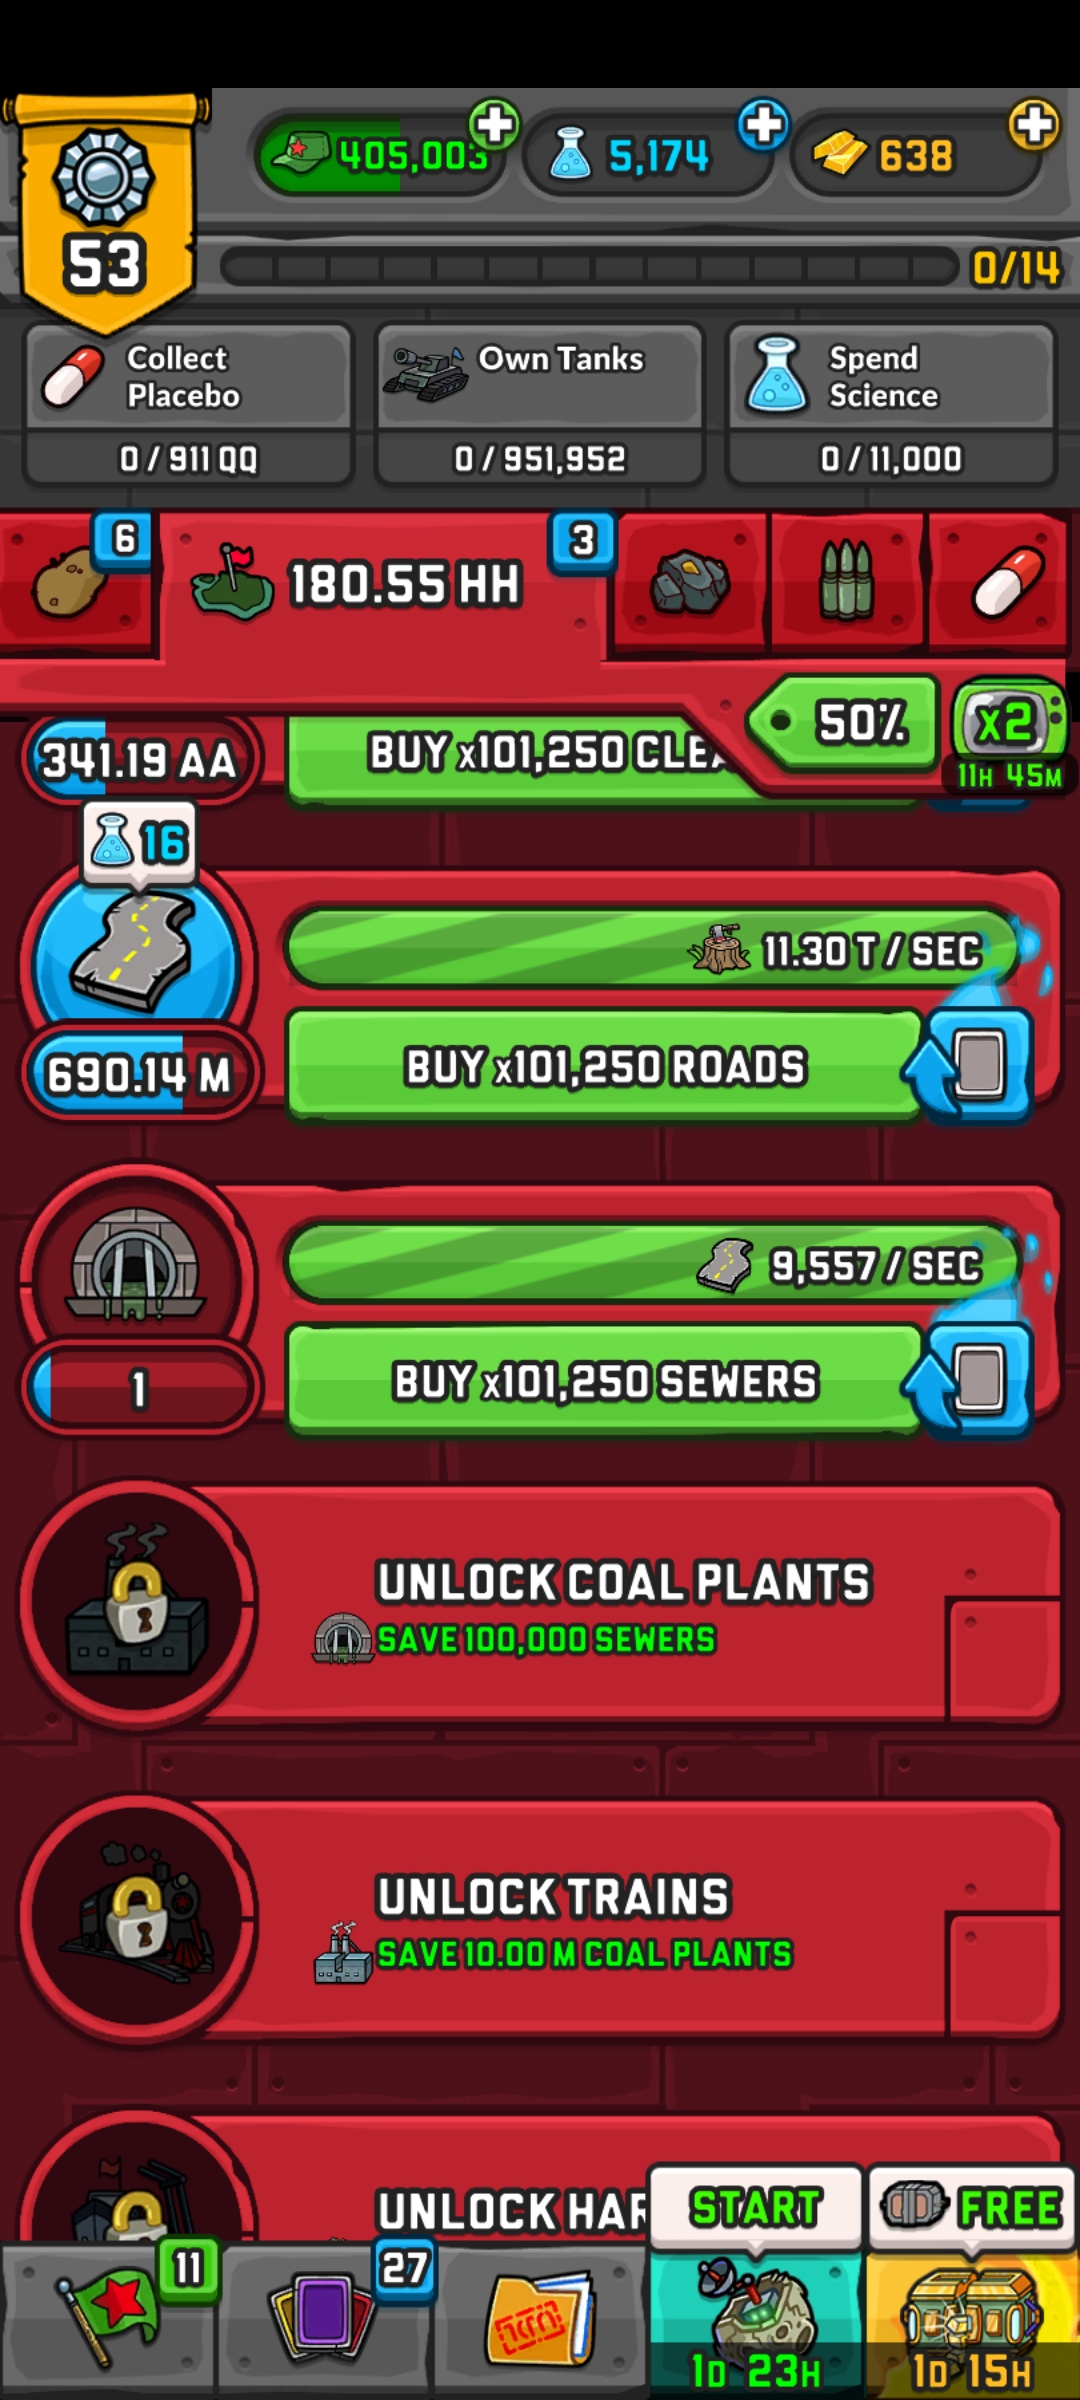 405,003
5,174
638
53
0/14
Collect
Placebo
0 / 911 QQ
Own Tanks
0 / 951,952
Spend
Science
0 / 11,000
6
180.55 HH
3
50%
x2
11H 45M
341.19 AA
BUY x101,250 CLEA
16
11.30 T / SEC
690.14 M
BUY x101,250 ROADS
9,557 / SEC
1
BUY x101,250 SEWERS
UNLOCK COAL PLANTS
SAVE 100,000 SEWERS
UNLOCK TRAINS
SAVE 10.00 M COAL PLANTS
UNLOCK HAR
START
FREE
11
27
1D 23H
1D 15H